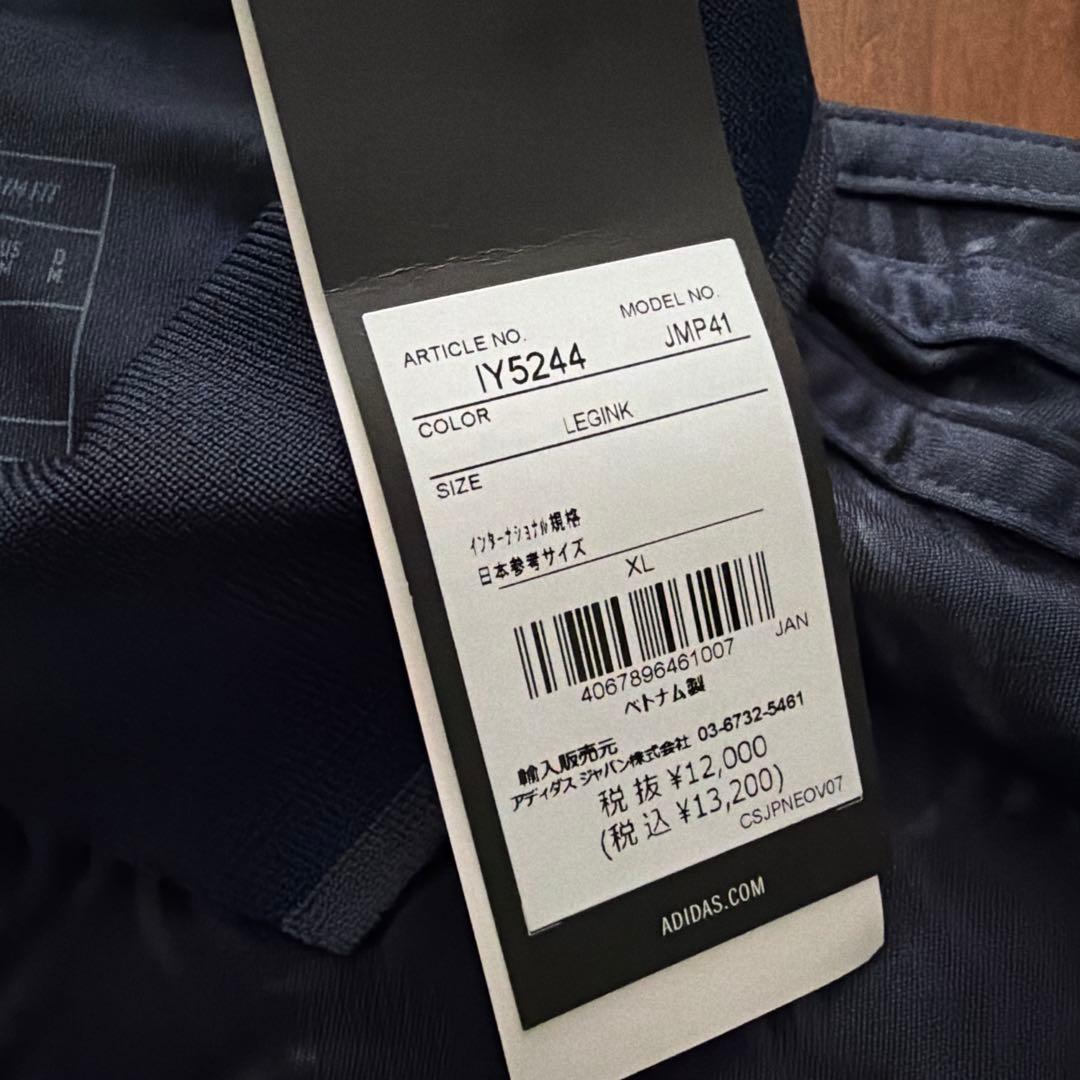 ARTICLE NO.
MODEL NO.
IY5244
JMP41
COLOR
LEGINK
SIZE
インターナショナル規格
日本参考サイズ
XL
4067896461007
JAN
ベトナム製
輸入販売元
アディダス ジャパン株式会社 03-6732-5461
税抜 ¥12,000
(税込 ¥13,200)
CSJPNEOV07
ADIDAS.COM
FIT
US
D
M
M